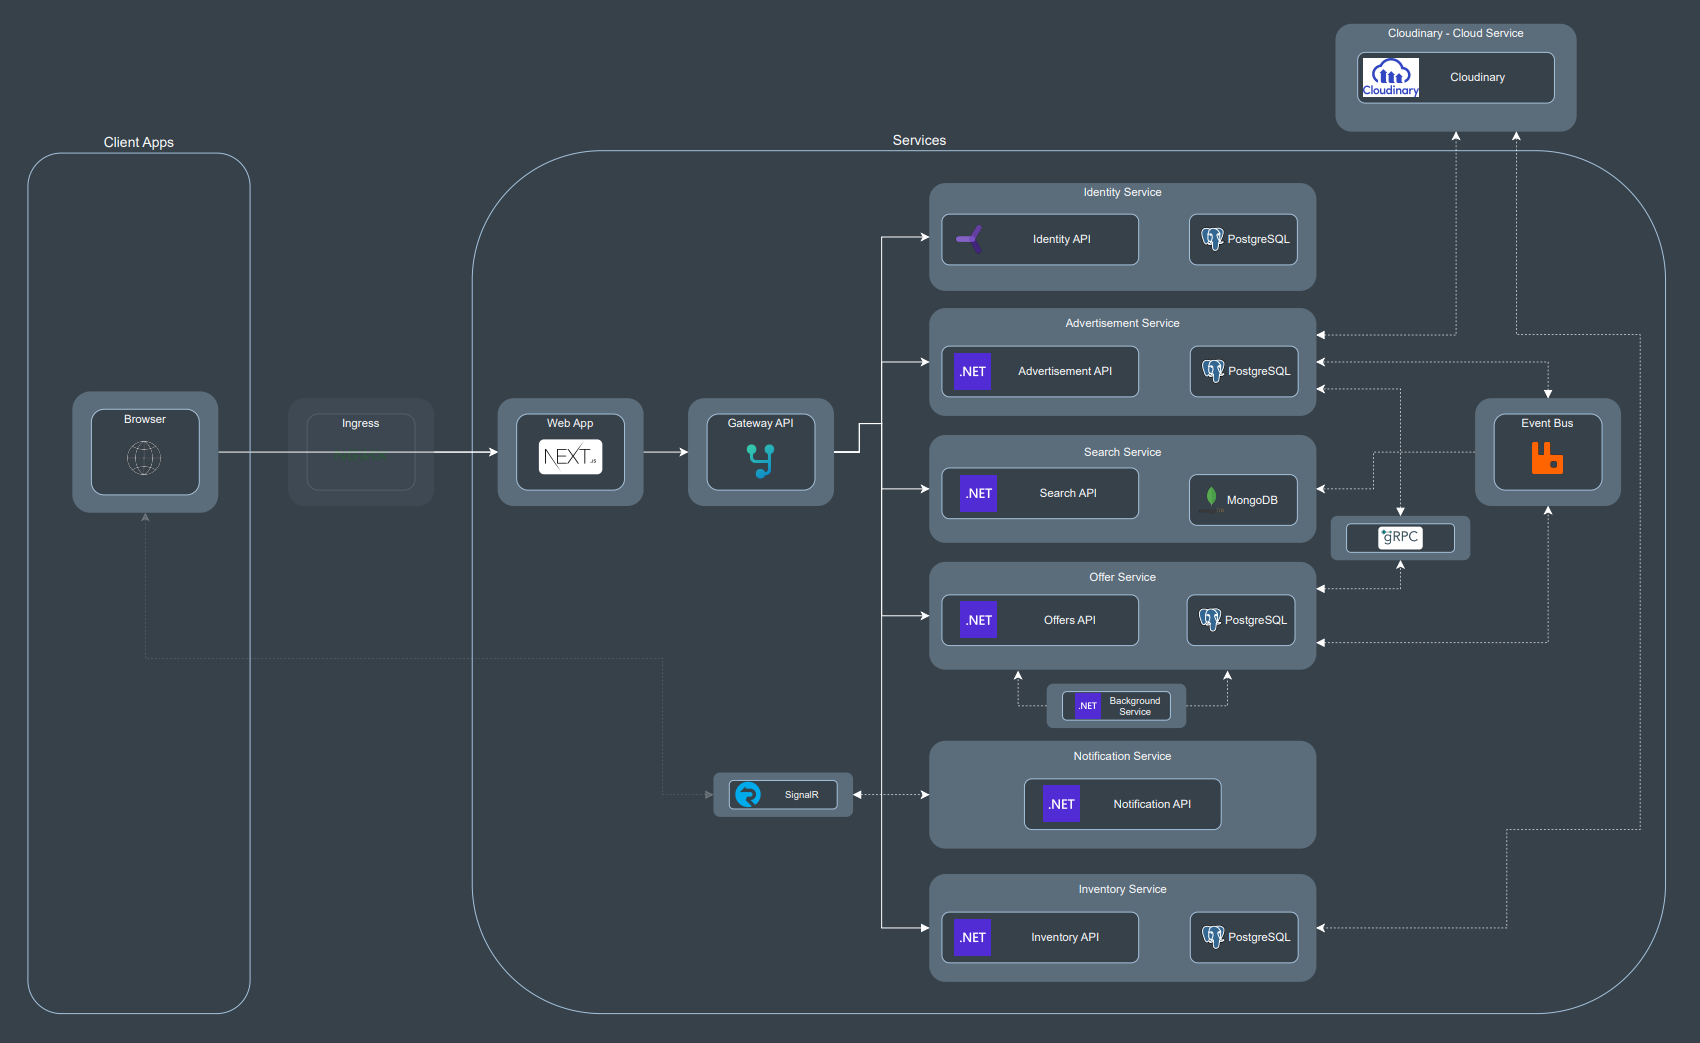 Cloudinary - Cloud Service
Cloudinary
Cloudinary
Client Apps
Services
Identity Service
Identity API
PostgreSQL
Advertisement Service
.NET
Advertisement API
PostgreSQL
Browser
Ingress
Web App
NEXT.JS
Gateway API
Event Bus
Search Service
.NET
Search API
MongoDB
gRPC
Offer Service
.NET
Offers API
PostgreSQL
.NET
Background
Service
Notification Service
SignalR
.NET
Notification API
Inventory Service
.NET
Inventory API
PostgreSQL